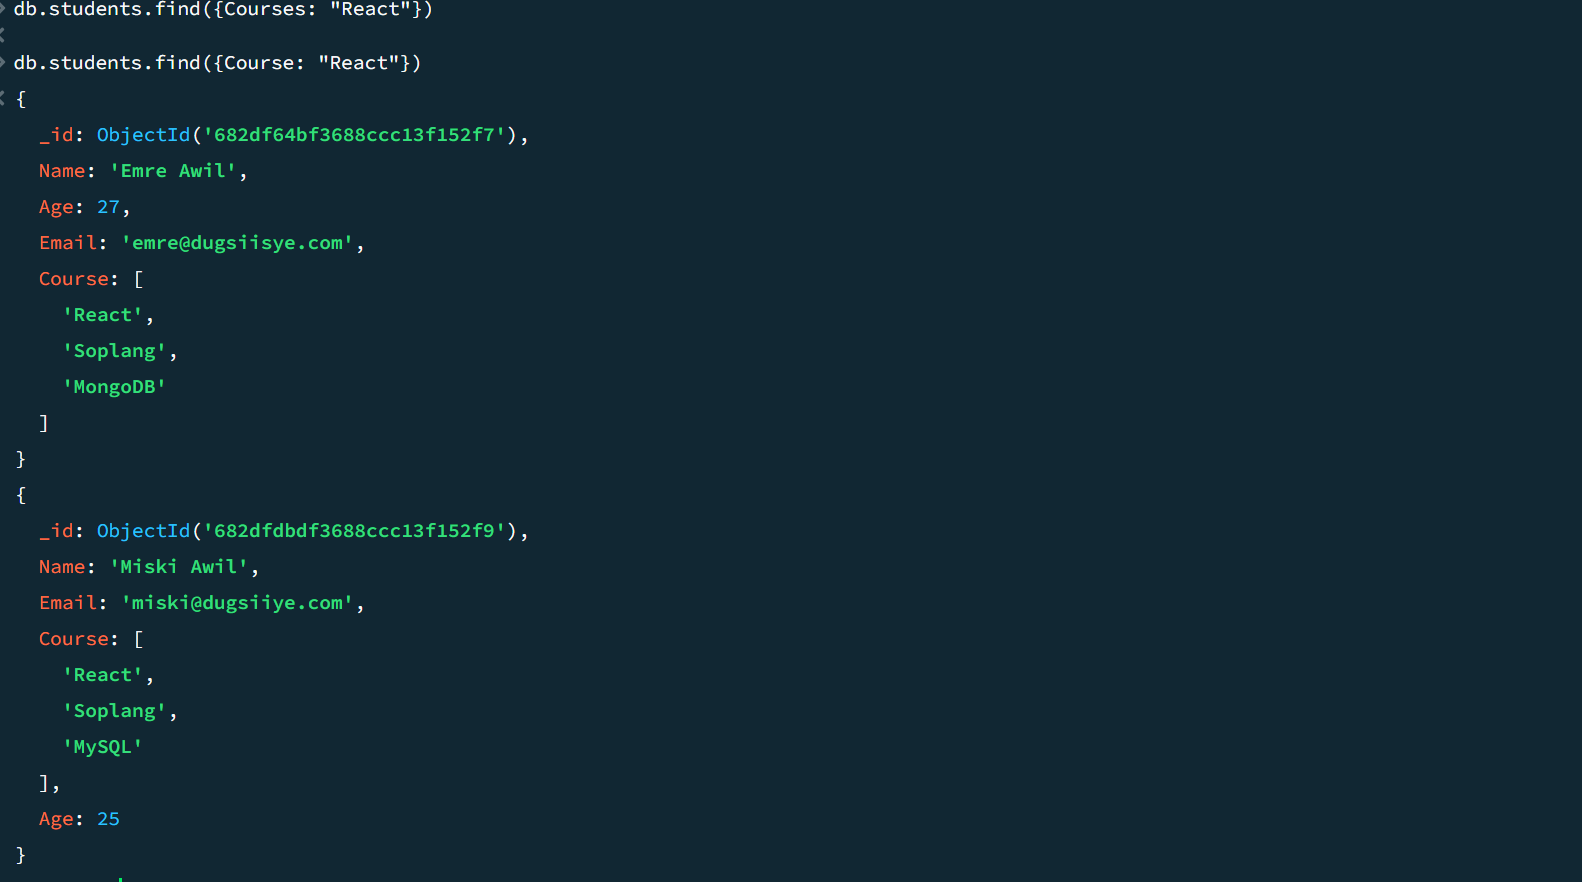 db.students.find({Courses: "React"})
db.students.find({Course: "React"})
{
_id: ObjectId('682df64bf3688ccc13f152f7'),
Name: 'Emre Awil',
Age: 27,
Email: 'emre@dugsiisye.com',
Course: [
'React',
'Soplang',
'MongoDB'
]
}
{
_id: ObjectId('682dfdbdf3688ccc13f152f9'),
Name: 'Miski Awil',
Email: 'miski@dugsiiye.com',
Course: [
'React',
'Soplang',
'MySQL'
],
Age: 25
}